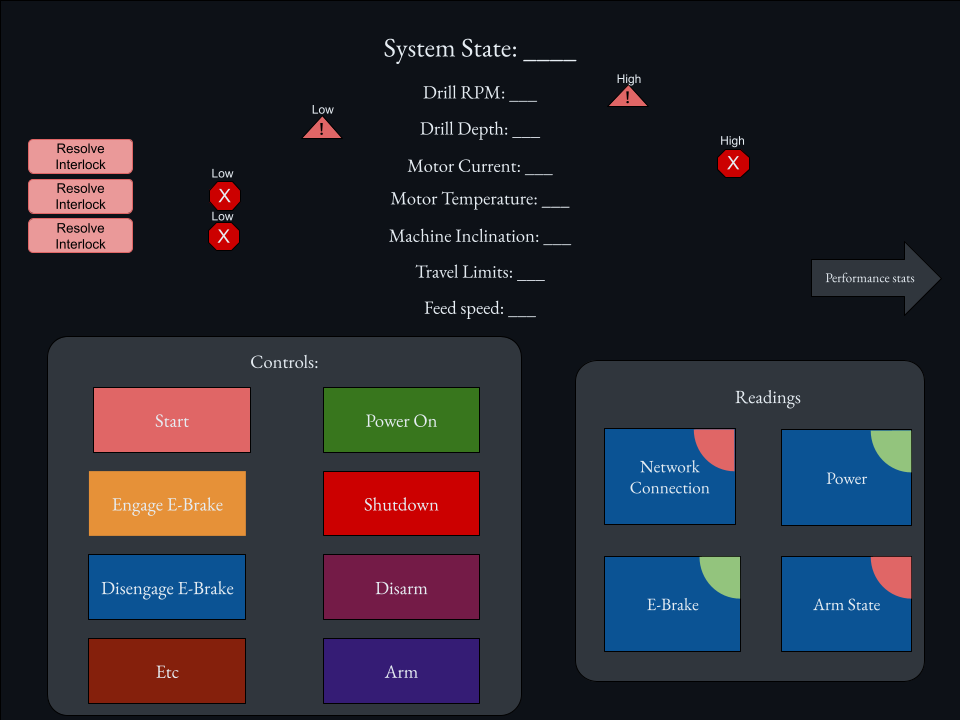 System State: ____
High
Drill RPM: ___
!
Low
!
Drill Depth: ___
High
Resolve
Interlock
Motor Current: ___
X
Low
Resolve
Interlock
X
Motor Temperature: ___
Low
Resolve
Interlock
X
Machine Inclination: ___
Travel Limits: ___
Performance stats
Feed speed: ___
Controls:
Start
Power On
Engage E-Brake
Shutdown
Disengage E-Brake
Disarm
Etc
Arm
Readings
Network
Connection
Power
E-Brake
Arm State